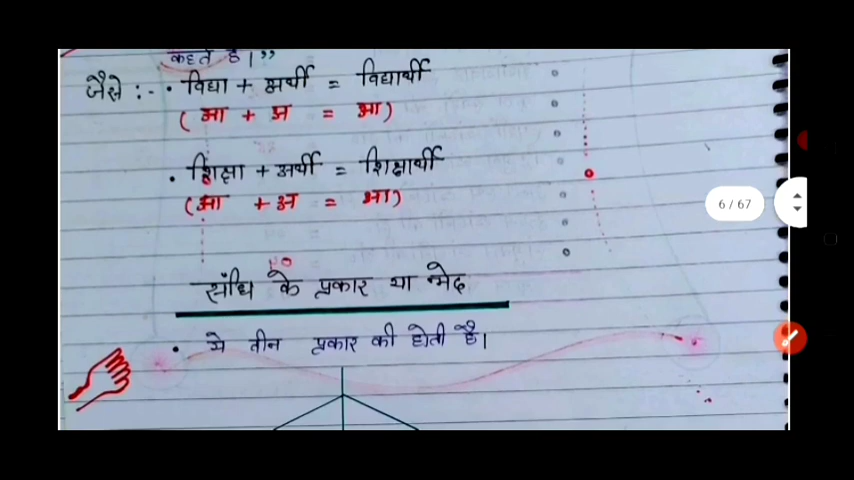 कहते है।”
जैसे :- • विद्या + अर्थी = विद्यार्थी
(आ + अ = आ)
• शिक्षा + अर्थी = शिक्षार्थी
(आ + अ = आ)
6 / 67
संधि के प्रकार या भेद
• ये तीन प्रकार की होती है।